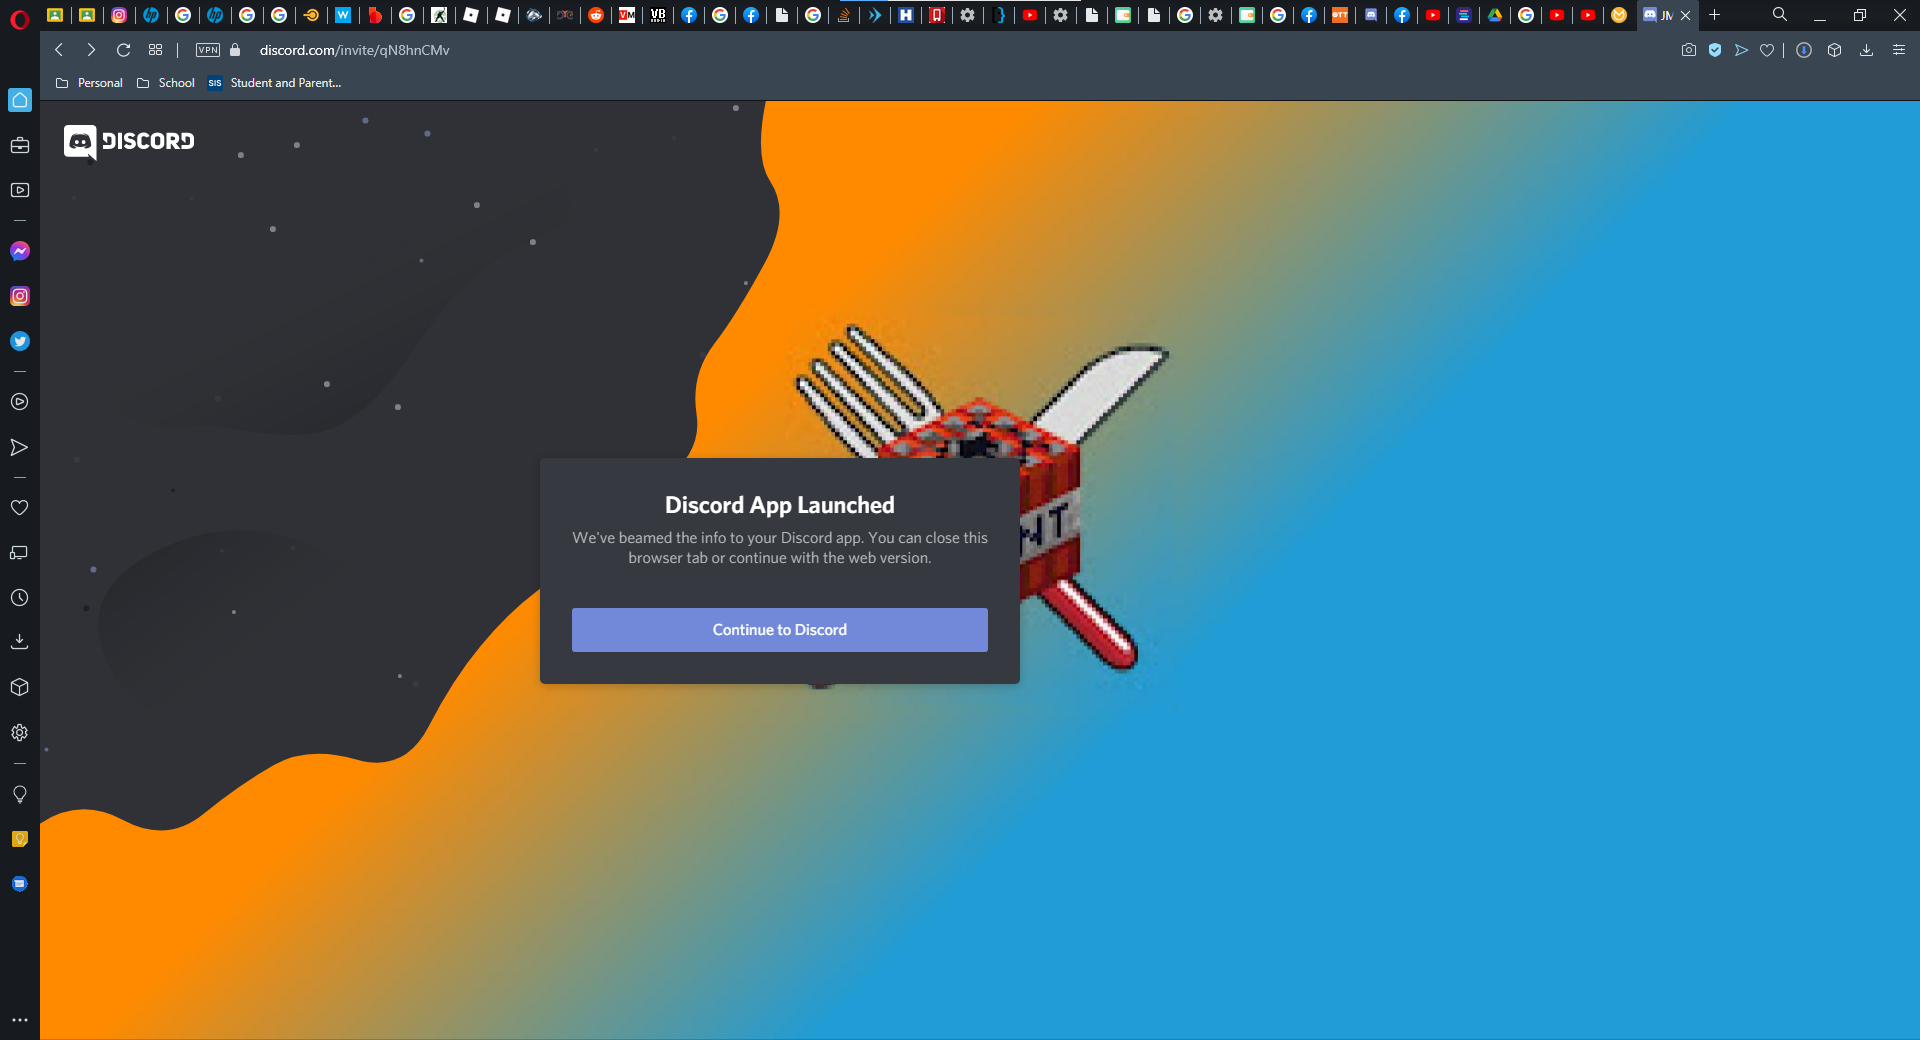 JM
VPN
discord.com/invite/qN8hnCMv
Personal
School
SIS
Student and Parent...
DISCORD
Discord App Launched
We've beamed the info to your Discord app. You can close this
browser tab or continue with the web version.
Continue to Discord
NT